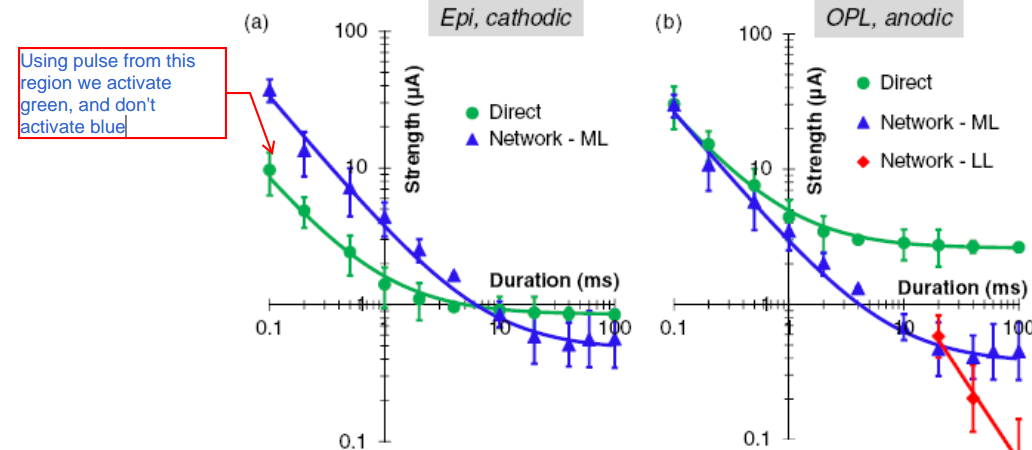 (a)
Epi, cathodic
Using pulse from this
region we activate
green, and don't
activate blue
100
10
1
0.1
Strength (µA)
Direct
Network - ML
Duration (ms)
0.1
1
10
100
(b)
OPL, anodic
100
10
1
0.1
Strength (µA)
Direct
Network - ML
Network - LL
Duration (ms)
0.1
1
10
100